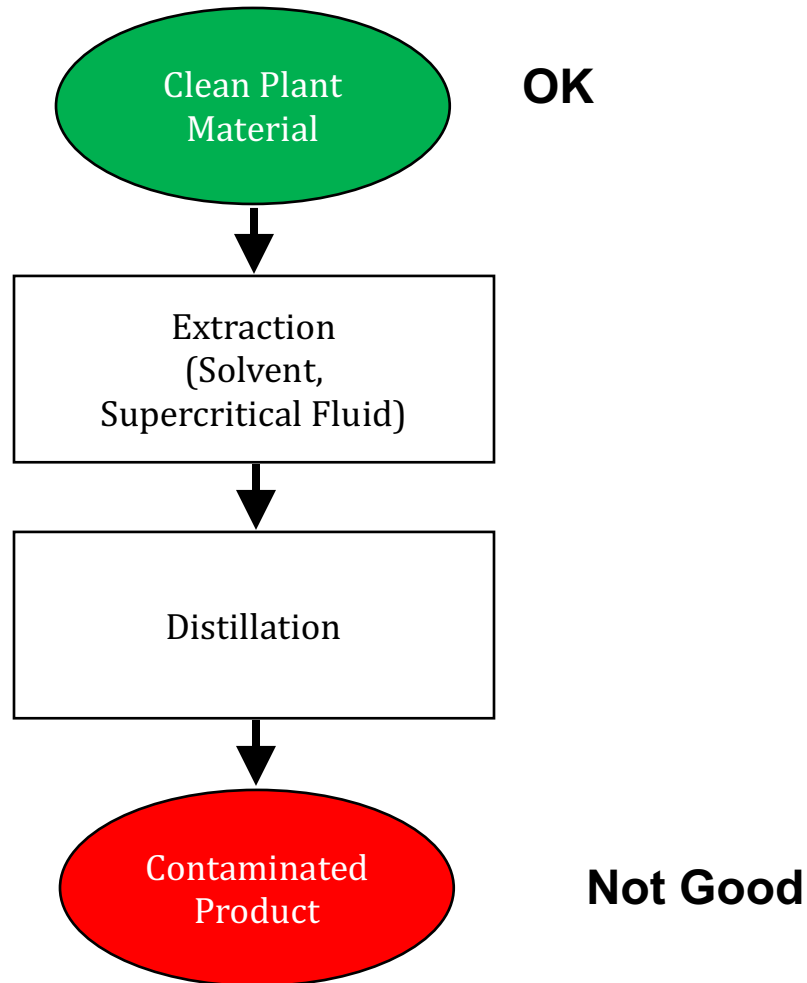 Clean Plant
Material
OK
Extraction
(Solvent,
Supercritical Fluid)
Distillation
Contaminated
Product
Not Good